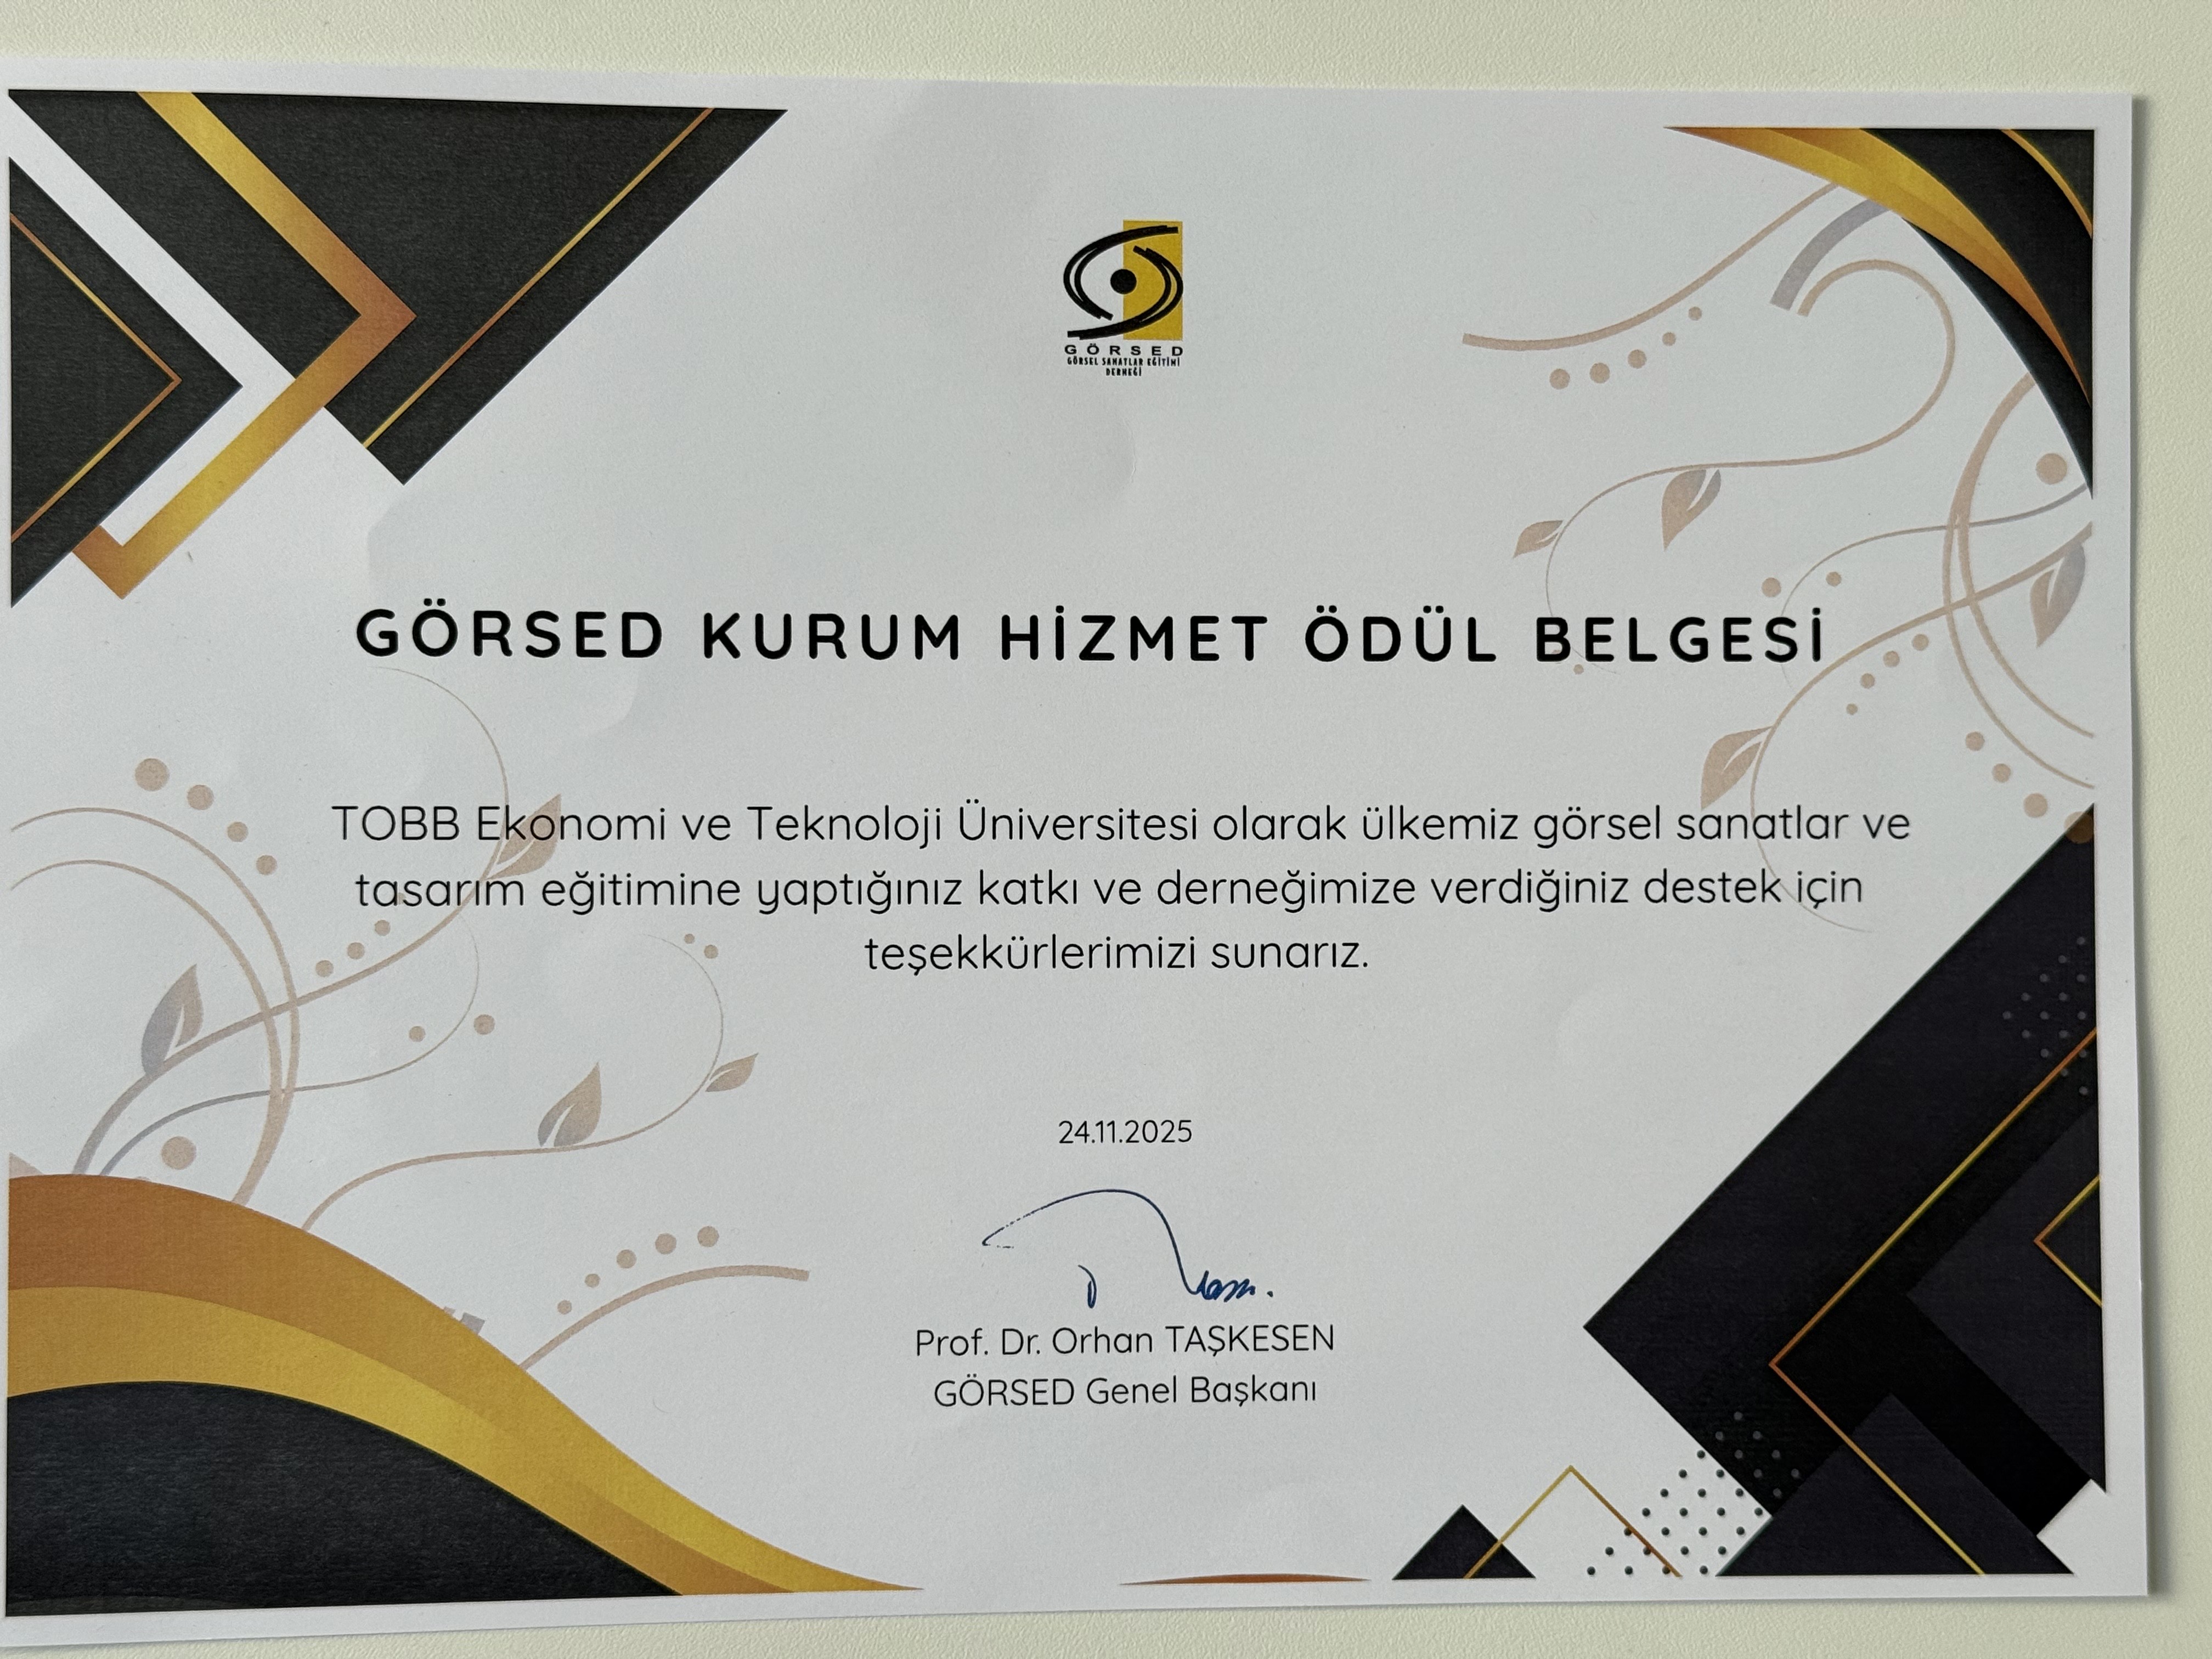 GÖRSED
GÖRSEL SANATLAR EĞİTİMİ
DERNEĞİ
GÖRSED KURUM HİZMET ÖDÜL BELGESİ
TOBB Ekonomi ve Teknoloji Üniversitesi olarak ülkemiz görsel sanatlar ve
tasarım eğitimine yaptığınız katkı ve derneğimize verdiğiniz destek için
teşekkürlerimizi sunarız.
24.11.2025
Prof. Dr. Orhan TAŞKESEN
GÖRSED Genel Başkanı